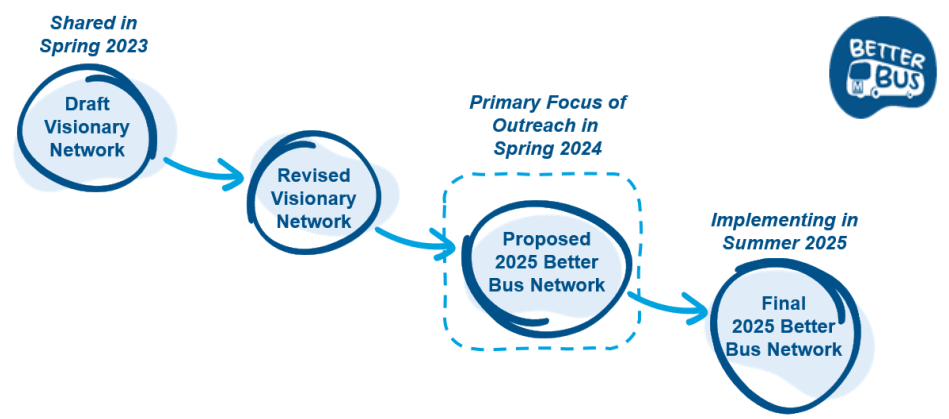 Shared in
Spring 2023
Draft
Visionary
Network
Revised
Visionary
Network
Primary Focus of
Outreach in
Spring 2024
Proposed
2025 Better
Bus Network
Implementing in
Summer 2025
Final
2025 Better
Bus Network
BETTER
BUS
M